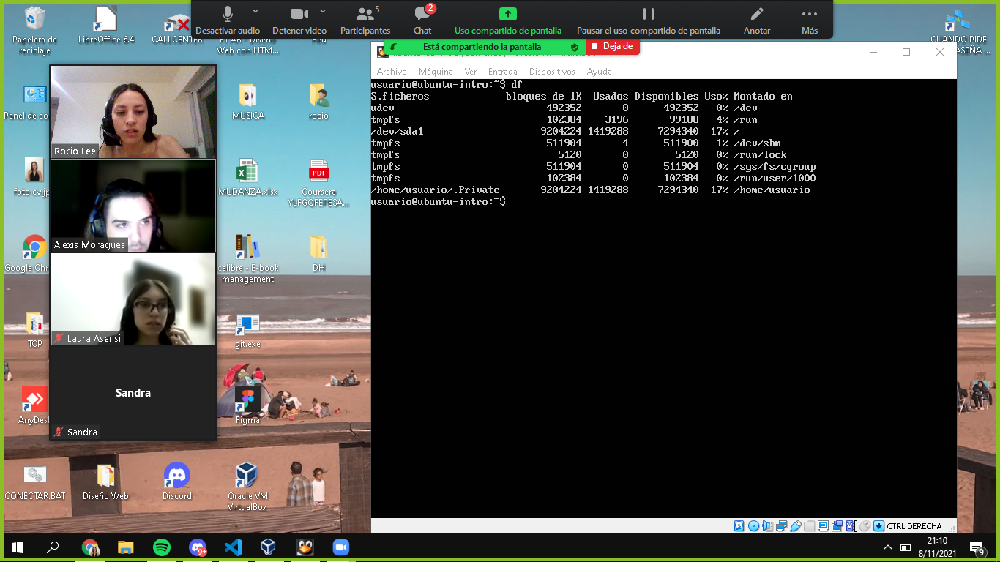 5
2
Desactivar audio
Detener video
Participantes
Chat
Uso compartido de pantalla
Pausar el uso compartido de pantalla
Anotar
Más
Está compartiendo la pantalla
Deja de
Papelera de
reciclaje
LibreOffice 6.4
CALLCENTER
Web con HTM...
CUANDO PIDE
Panel de co
MUSICA
rocio
foto cv.jp
MUDANZA.xlsx
PDF
Coursera
YLFGQFEPESA...
Google Chr
calibre - E-book
management
DH
TCP
git.exe
AnyDesk
Figma
CONECTAR.BAT
Diseño Web
Discord
Oracle VM
VirtualBox
Rocio Lee
Alexis Moragues
Laura Asensi
Sandra
Sandra
Archivo Máquina Ver Entrada Dispositivos Ayuda
usuario@ubuntu-intro:~$ df
S.ficheros bloques de 1K Usados Disponibles Uso% Montado en
udev 492352 0 492352 0% /dev
tmpfs 102384 3196 99188 4% /run
/dev/sda1 9204224 1419288 7294340 17% /
tmpfs 511904 4 511900 1% /dev/shm
tmpfs 5120 0 5120 0% /run/lock
tmpfs 511904 0 511904 0% /sys/fs/cgroup
tmpfs 102384 0 102384 0% /run/user/1000
/home/usuario/.Private 9204224 1419288 7294340 17% /home/usuario
usuario@ubuntu-intro:~$
CTRL DERECHA
9+
21:10
8/11/2021
9